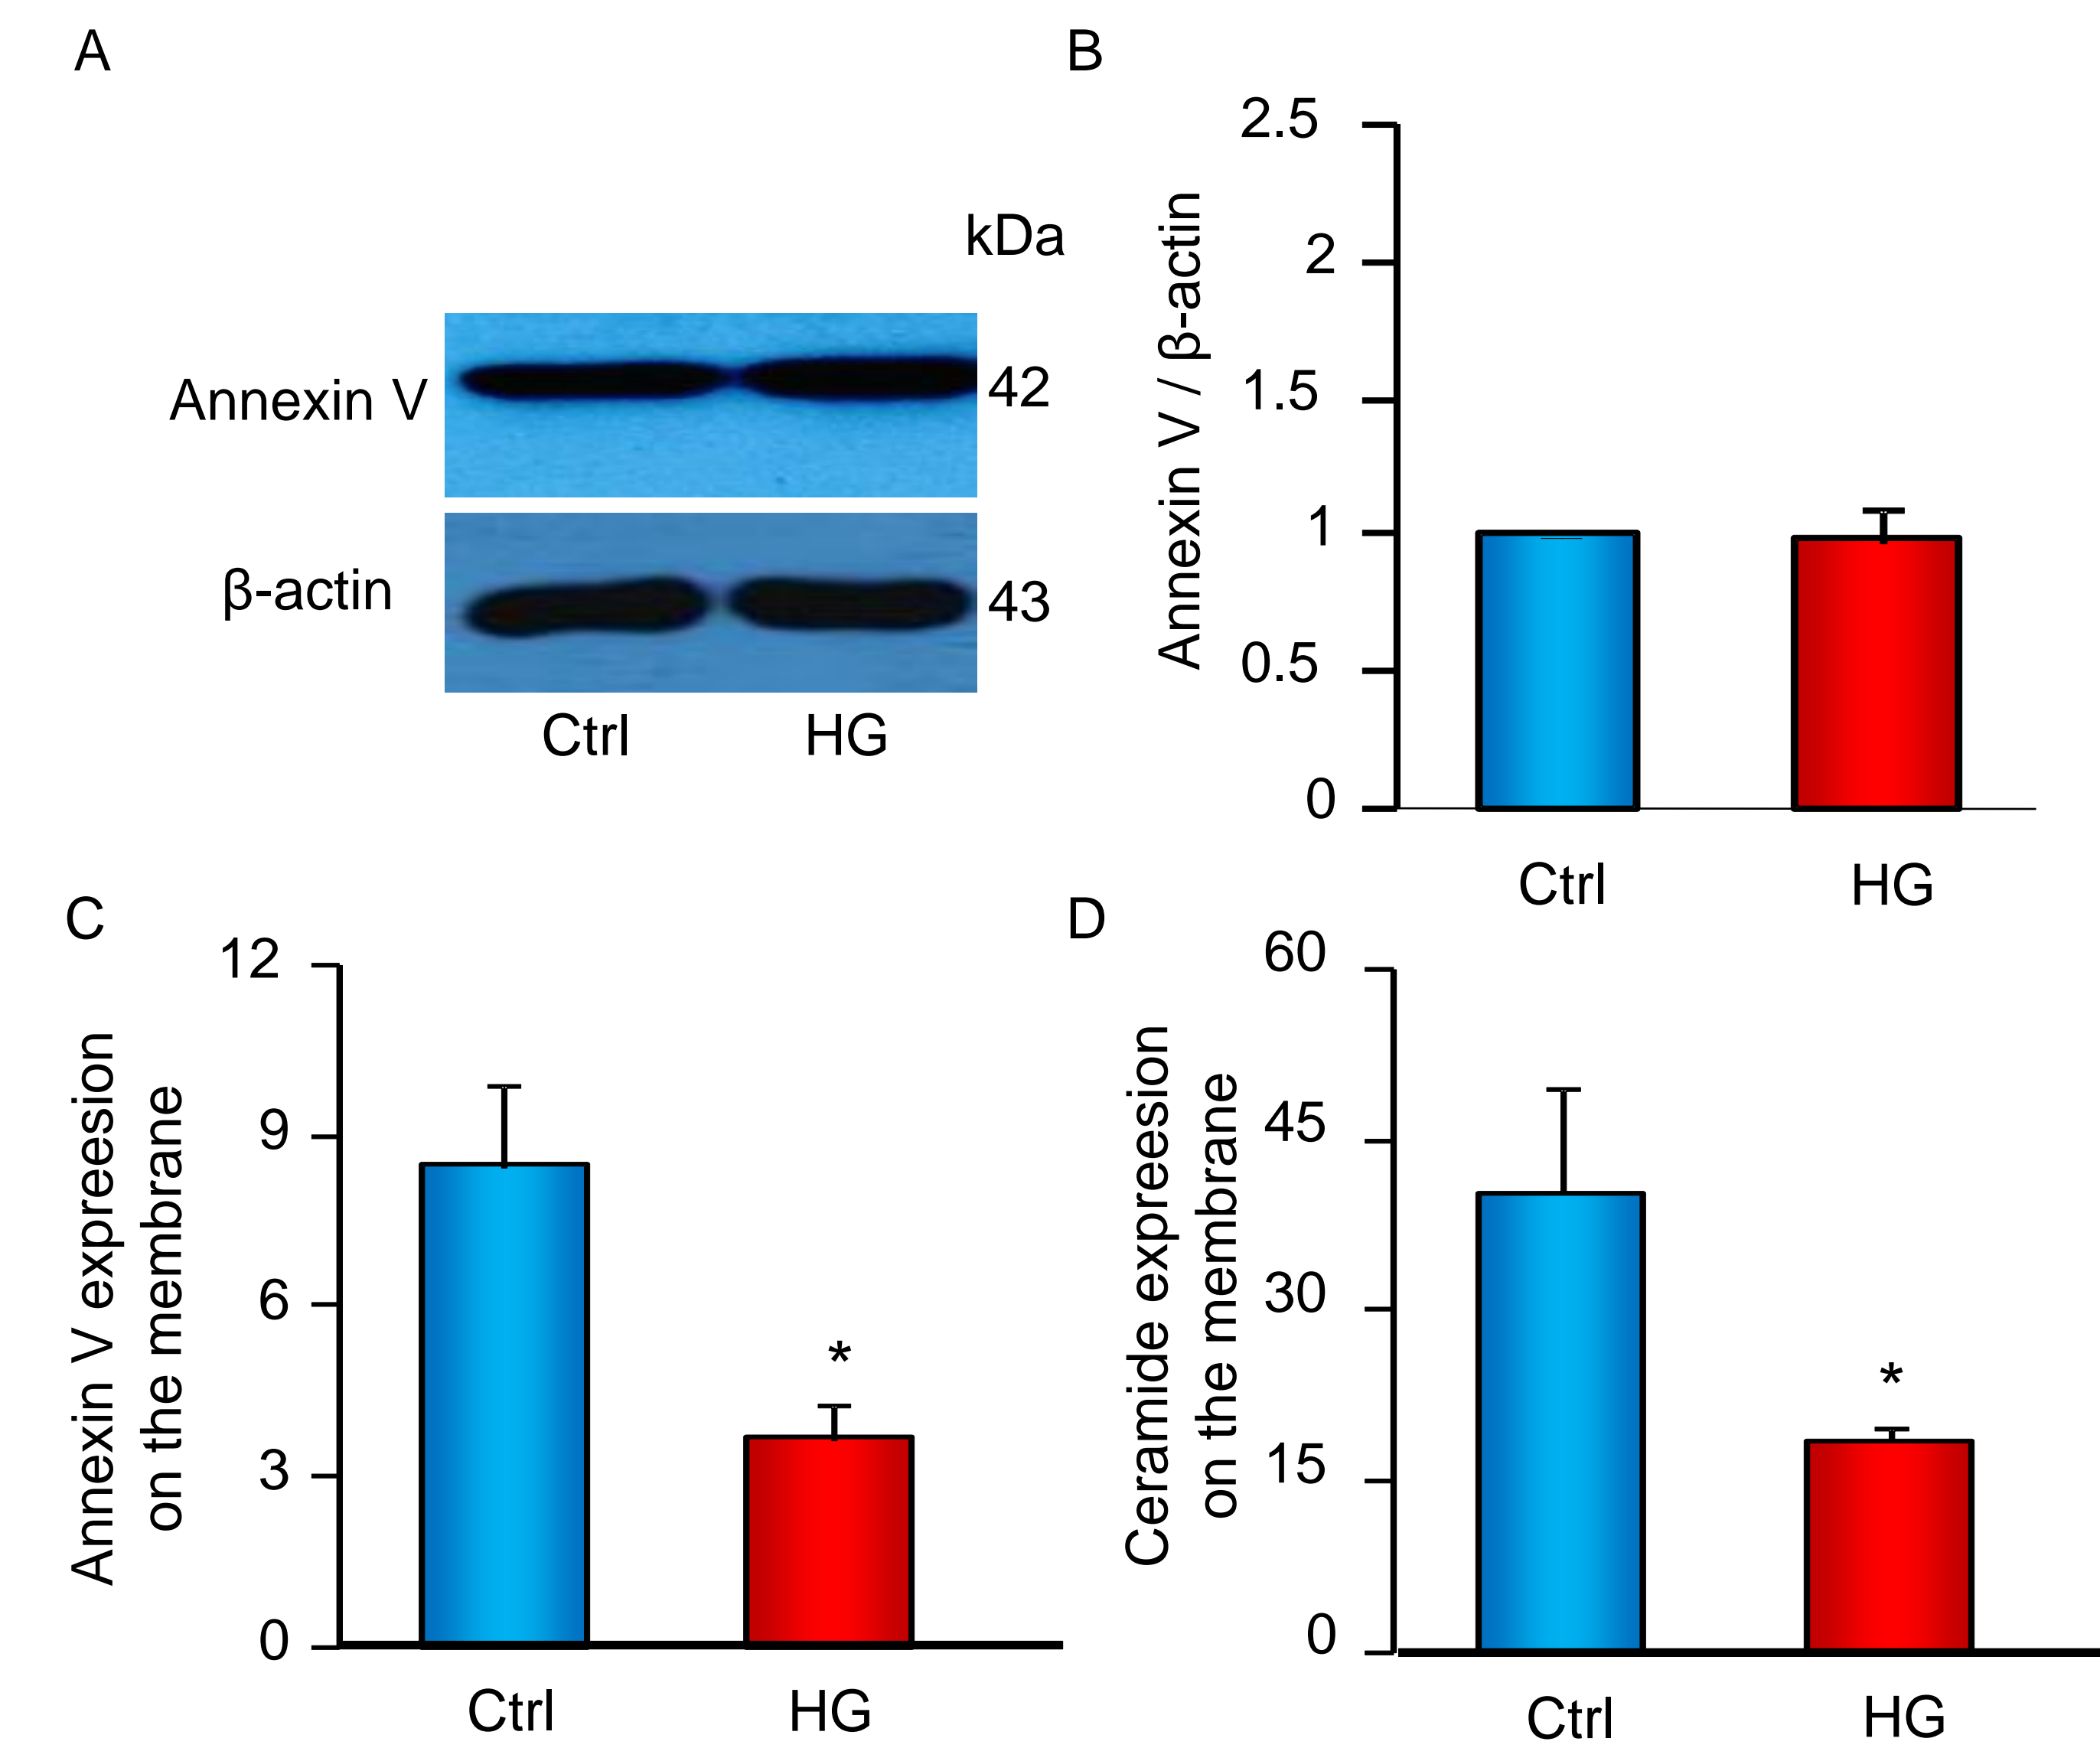 A
kDa
Annexin V
42
β-actin
43
Ctrl HG
B
Annexin V / β-actin
2.5
2
1.5
1
0.5
0
Ctrl HG
C
Annexin V expreesion
on the membrane
12
9
6
3
0
*
Ctrl HG
D
Ceramide expreesion
on the membrane
60
45
30
15
0
*
Ctrl HG